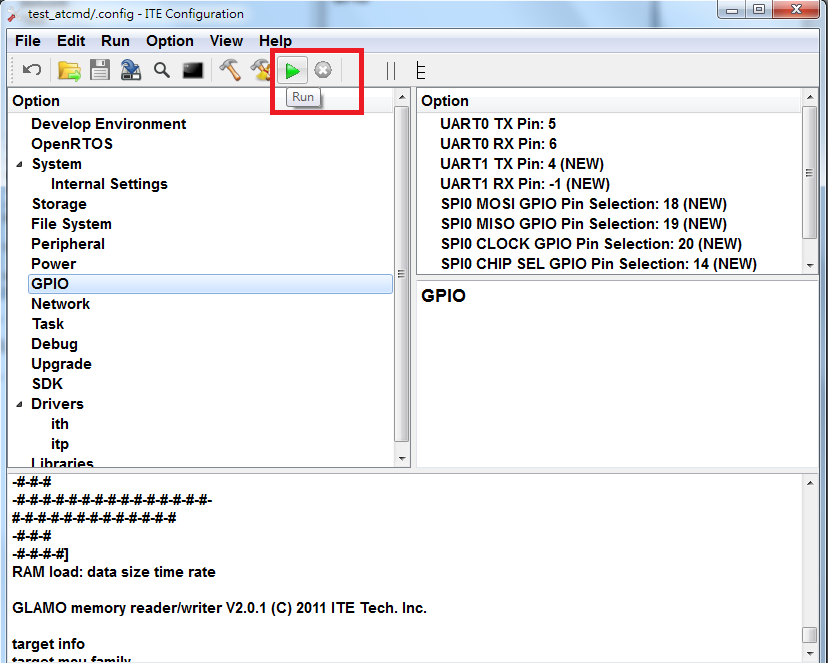 test_atcmd/.config - ITE Configuration
File Edit Run Option View Help
Run
Option
Develop Environment
OpenRTOS
System
Internal Settings
Storage
File System
Peripheral
Power
GPIO
Network
Task
Debug
Upgrade
SDK
Drivers
ith
itp
Libraries
Option
UART0 TX Pin: 5
UART0 RX Pin: 6
UART1 TX Pin: 4 (NEW)
UART1 RX Pin: -1 (NEW)
SPI0 MOSI GPIO Pin Selection: 18 (NEW)
SPI0 MISO GPIO Pin Selection: 19 (NEW)
SPI0 CLOCK GPIO Pin Selection: 20 (NEW)
SPI0 CHIP SEL GPIO Pin Selection: 14 (NEW)
GPIO
-#-#-#
-#-#-#-#-#-#-#-#-#-#-#-#-#-#-#-
#-#-#-#-#-#-#-#-#-#-#-#-#
-#-#-#
-#-#-#-#]
RAM load: data size time rate
GLAMO memory reader/writer V2.0.1 (C) 2011 ITE Tech. Inc.
target info
target mcu family